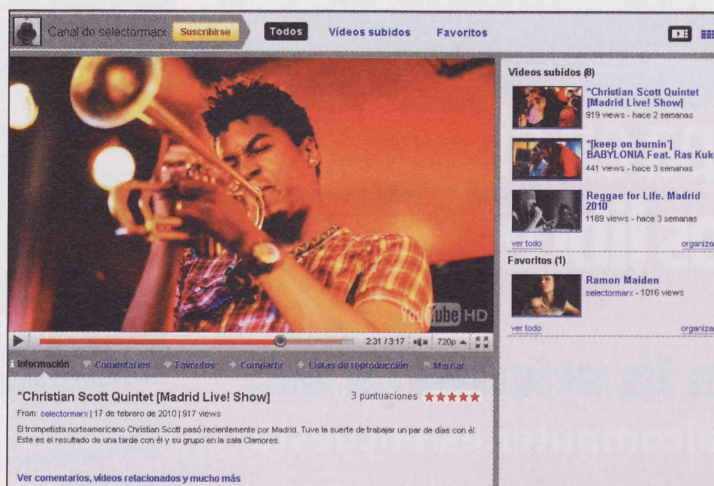 Canal de selectormarx Suscribirse Todos Vídeos subidos Favoritos
YouTube HD
2:31 / 3:17 720p
Información Comentarios Favoritos Compartir Listas de reproducción Marcar
"Christian Scott Quintet [Madrid Live! Show] 3 puntuaciones
From: selectormarx | 17 de febrero de 2010 | 917 views
El trompetista norteamericano Christian Scott pasó recientemente por Madrid. Tuve la suerte de trabajar un par de días con él.
Este es el resultado de una tarde con él y su grupo en la sala Clamores.
Ver comentarios, vídeos relacionados y mucho más
Vídeos subidos (8)
"Christian Scott Quintet
[Madrid Live! Show]
919 views - hace 2 semanas
"[keep on burnin']
BABYLONIA Feat. Ras Kuk
441 views - hace 3 semanas
Reggae for Life. Madrid
2010
1189 views - hace 3 semanas
ver todo organiza
Favoritos (1)
Ramon Maiden
selectormarx - 1016 views
ver todo organiza